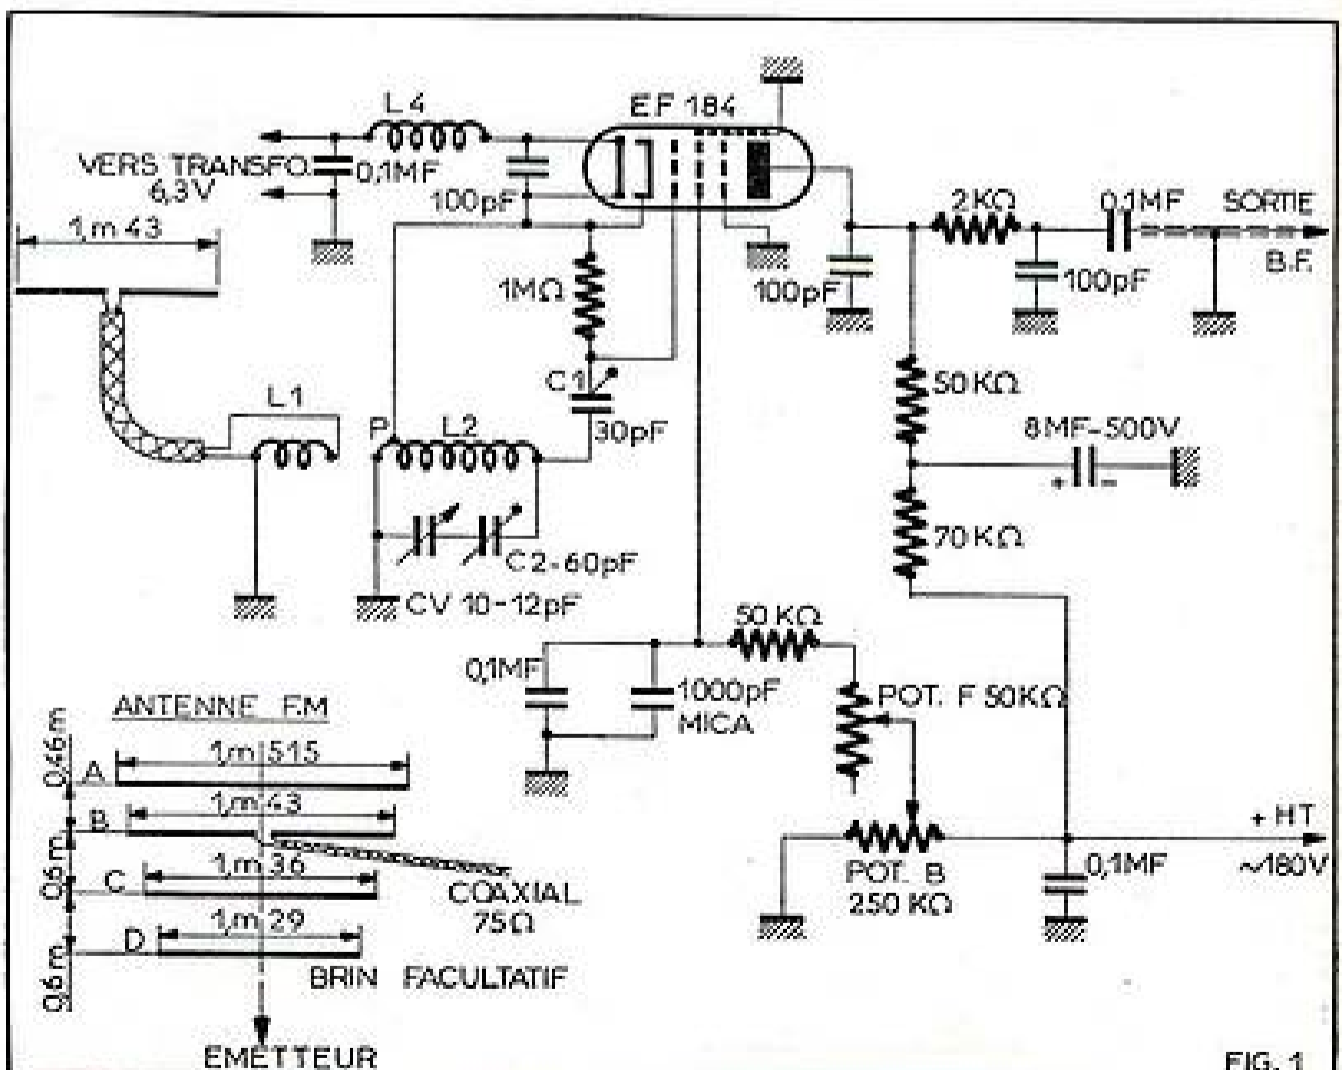 L4
EF 184
VERS TRANSFO.
6,3V
0,1MF
100pF
2KΩ
0,1MF
SORTIE
B.F.
1,m 43
1MΩ
100pF
100pF
L1
C1
30pF
50KΩ
P
L2
8MF-500V
+ -
C2-60pF
70KΩ
CV 10-12pF
50KΩ
0,1MF
1000pF
MICA
POT. F 50KΩ
ANTENNE F.M
0,46m
1,m 515
A
1,m 43
B
+ HT
0,6m
1,m 36
C
COAXIAL
75Ω
POT. B
250 KΩ
0,1MF
~180V
1,m 29
D
0,6m
BRIN FACULTATIF
EMETTEUR
FIG. 1